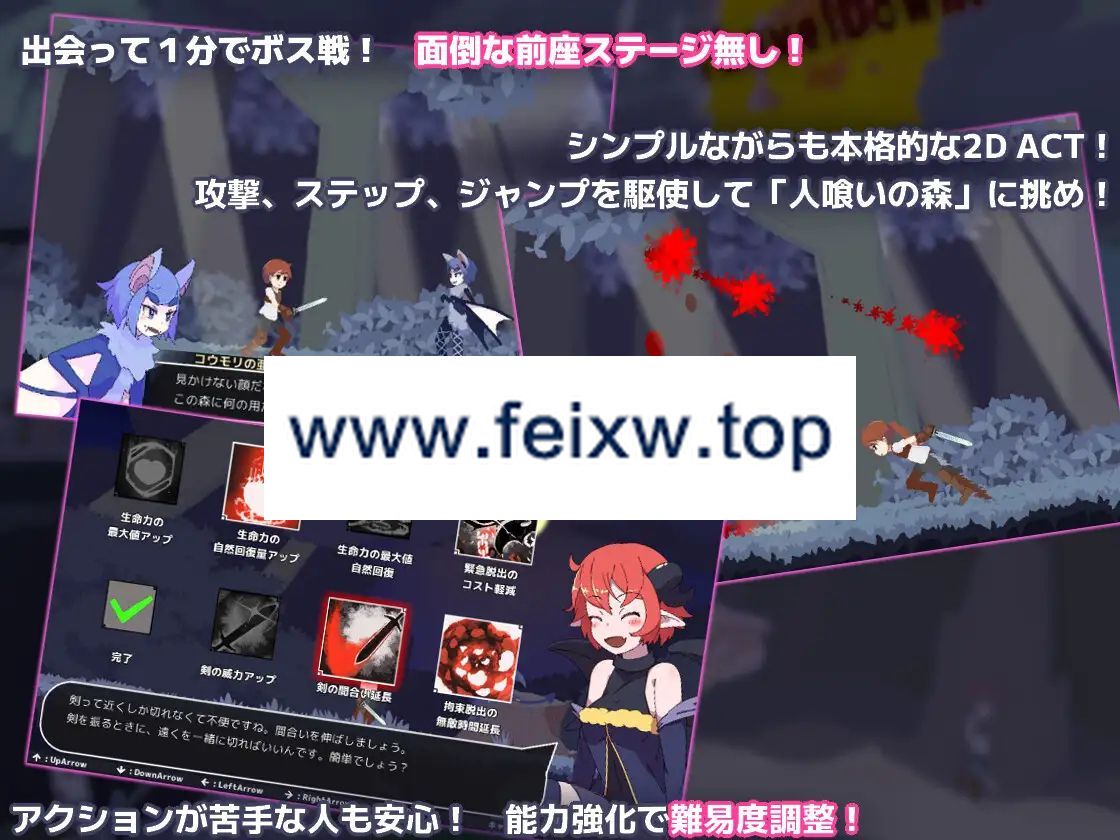 出会って１分でボス戦！　面倒な前座ステージ無し！
シンプルながらも本格的な2D ACT！
攻撃、ステップ、ジャンプを駆使して「人喰いの森」に挑め！
コウモリの
見かけない顔だ
この森に何の用
www.feixw.top
生命力の
最大値アップ
生命力の
自然回復量アップ
生命力の最大値
自然回復
緊急脱出の
コスト軽減
完了
剣の威力アップ
剣の間合い延長
拘束脱出の
無敵時間延長
剣って近くしか切れなくて不便ですね。間合いを伸ばしましょう。
剣を振るときに、遠くを一緒に切ればいいんです。簡単でしょう？
↑:UpArrow ↓:DownArrow ←:LeftArrow →:RightArrow
アクションが苦手な人も安心！　能力強化で難易度調整！